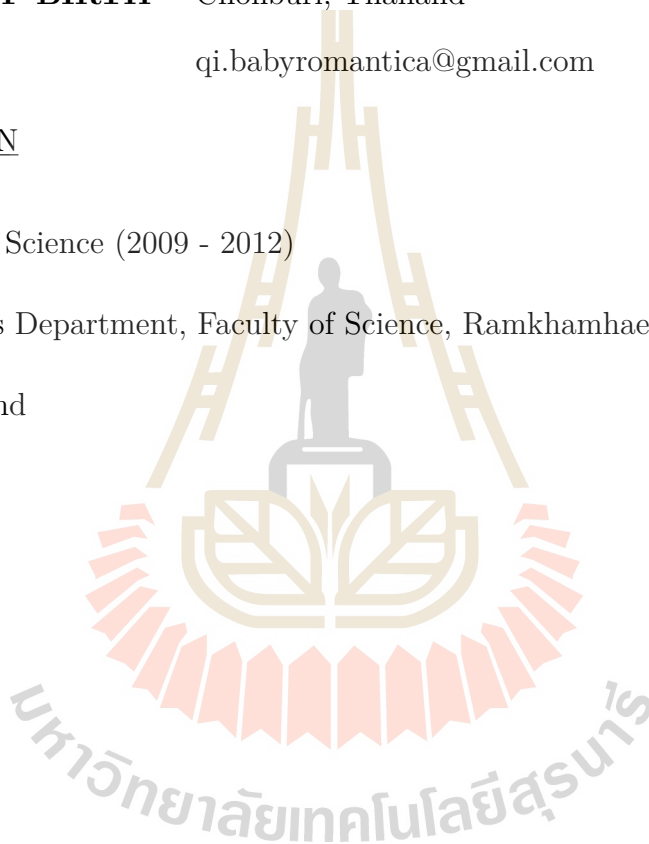 Chonburi, Thailand
qi.babyromantica@gmail.com
N
Science (2009 - 2012)
s Department, Faculty of Science, Ramkhamhae
nd
มหาวิทยาลัยเทคโนโลยีสุรนารี